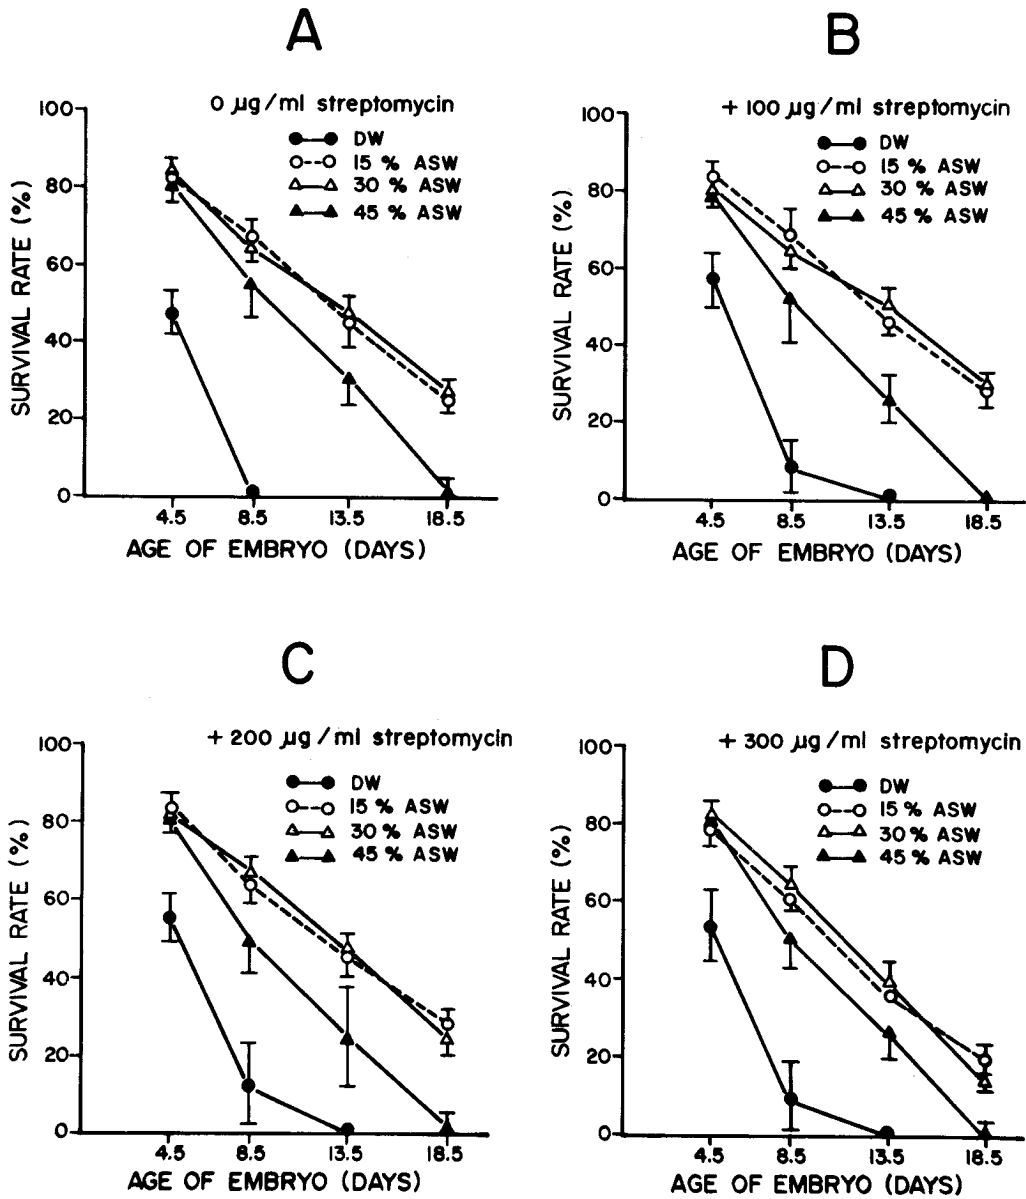 A
0 µg/ml streptomycin
DW
15 % ASW
30 % ASW
45 % ASW
SURVIVAL RATE (%)
100
80
60
40
20
0
4.5 8.5 13.5 18.5
AGE OF EMBRYO (DAYS)
B
+ 100 µg/ml streptomycin
DW
15 % ASW
30 % ASW
45 % ASW
SURVIVAL RATE (%)
100
80
60
40
20
0
4.5 8.5 13.5 18.5
AGE OF EMBRYO (DAYS)
C
+ 200 µg/ml streptomycin
DW
15 % ASW
30 % ASW
45 % ASW
SURVIVAL RATE (%)
100
80
60
40
20
0
4.5 8.5 13.5 18.5
AGE OF EMBRYO (DAYS)
D
+ 300 µg/ml streptomycin
DW
15 % ASW
30 % ASW
45 % ASW
SURVIVAL RATE (%)
100
80
60
40
20
0
4.5 8.5 13.5 18.5
AGE OF EMBRYO (DAYS)